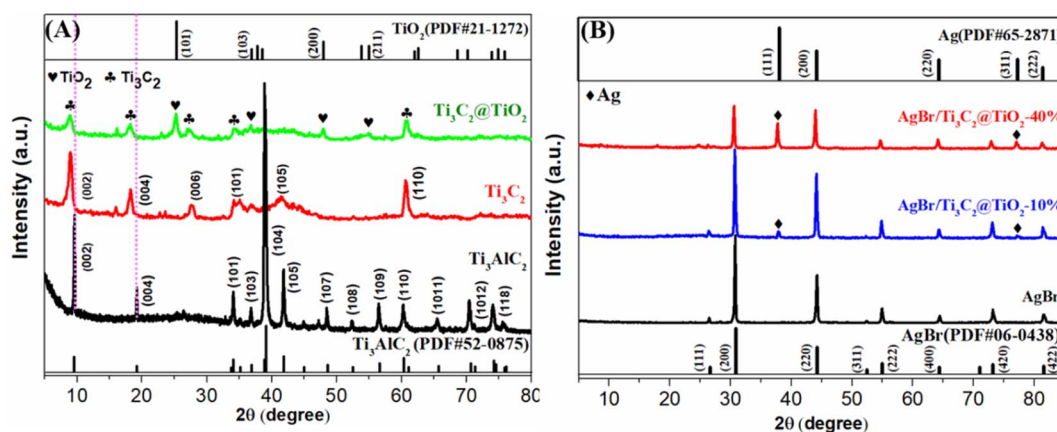 (A)
TiO2(PDF#21-1272)
(101)
(103)
(200)
(211)
♥TiO2 ♣ Ti3C2
Ti3C2@TiO2
(002)
(004)
(006)
(101)
(105)
(110)
Ti3C2
(002)
(004)
(101)
(103)
(104)
(105)
(107)
(108)
(109)
(110)
(1011)
(1012)
(118)
Ti3AlC2
Ti3AlC2 (PDF#52-0875)
Intensity (a.u.)
5 10 20 30 40 50 60 70 80
2θ (degree)
(B)
Ag(PDF#65-2871)
(111)
(200)
(220)
(311)
(222)
♦Ag
AgBr/Ti3C2@TiO2-40%
AgBr/Ti3C2@TiO2-10%
AgBr
AgBr(PDF#06-0438)
(111)
(200)
(220)
(311)
(222)
(400)
(420)
(422)
Intensity (a.u.)
10 20 30 40 50 60 70 80
2θ (degree)